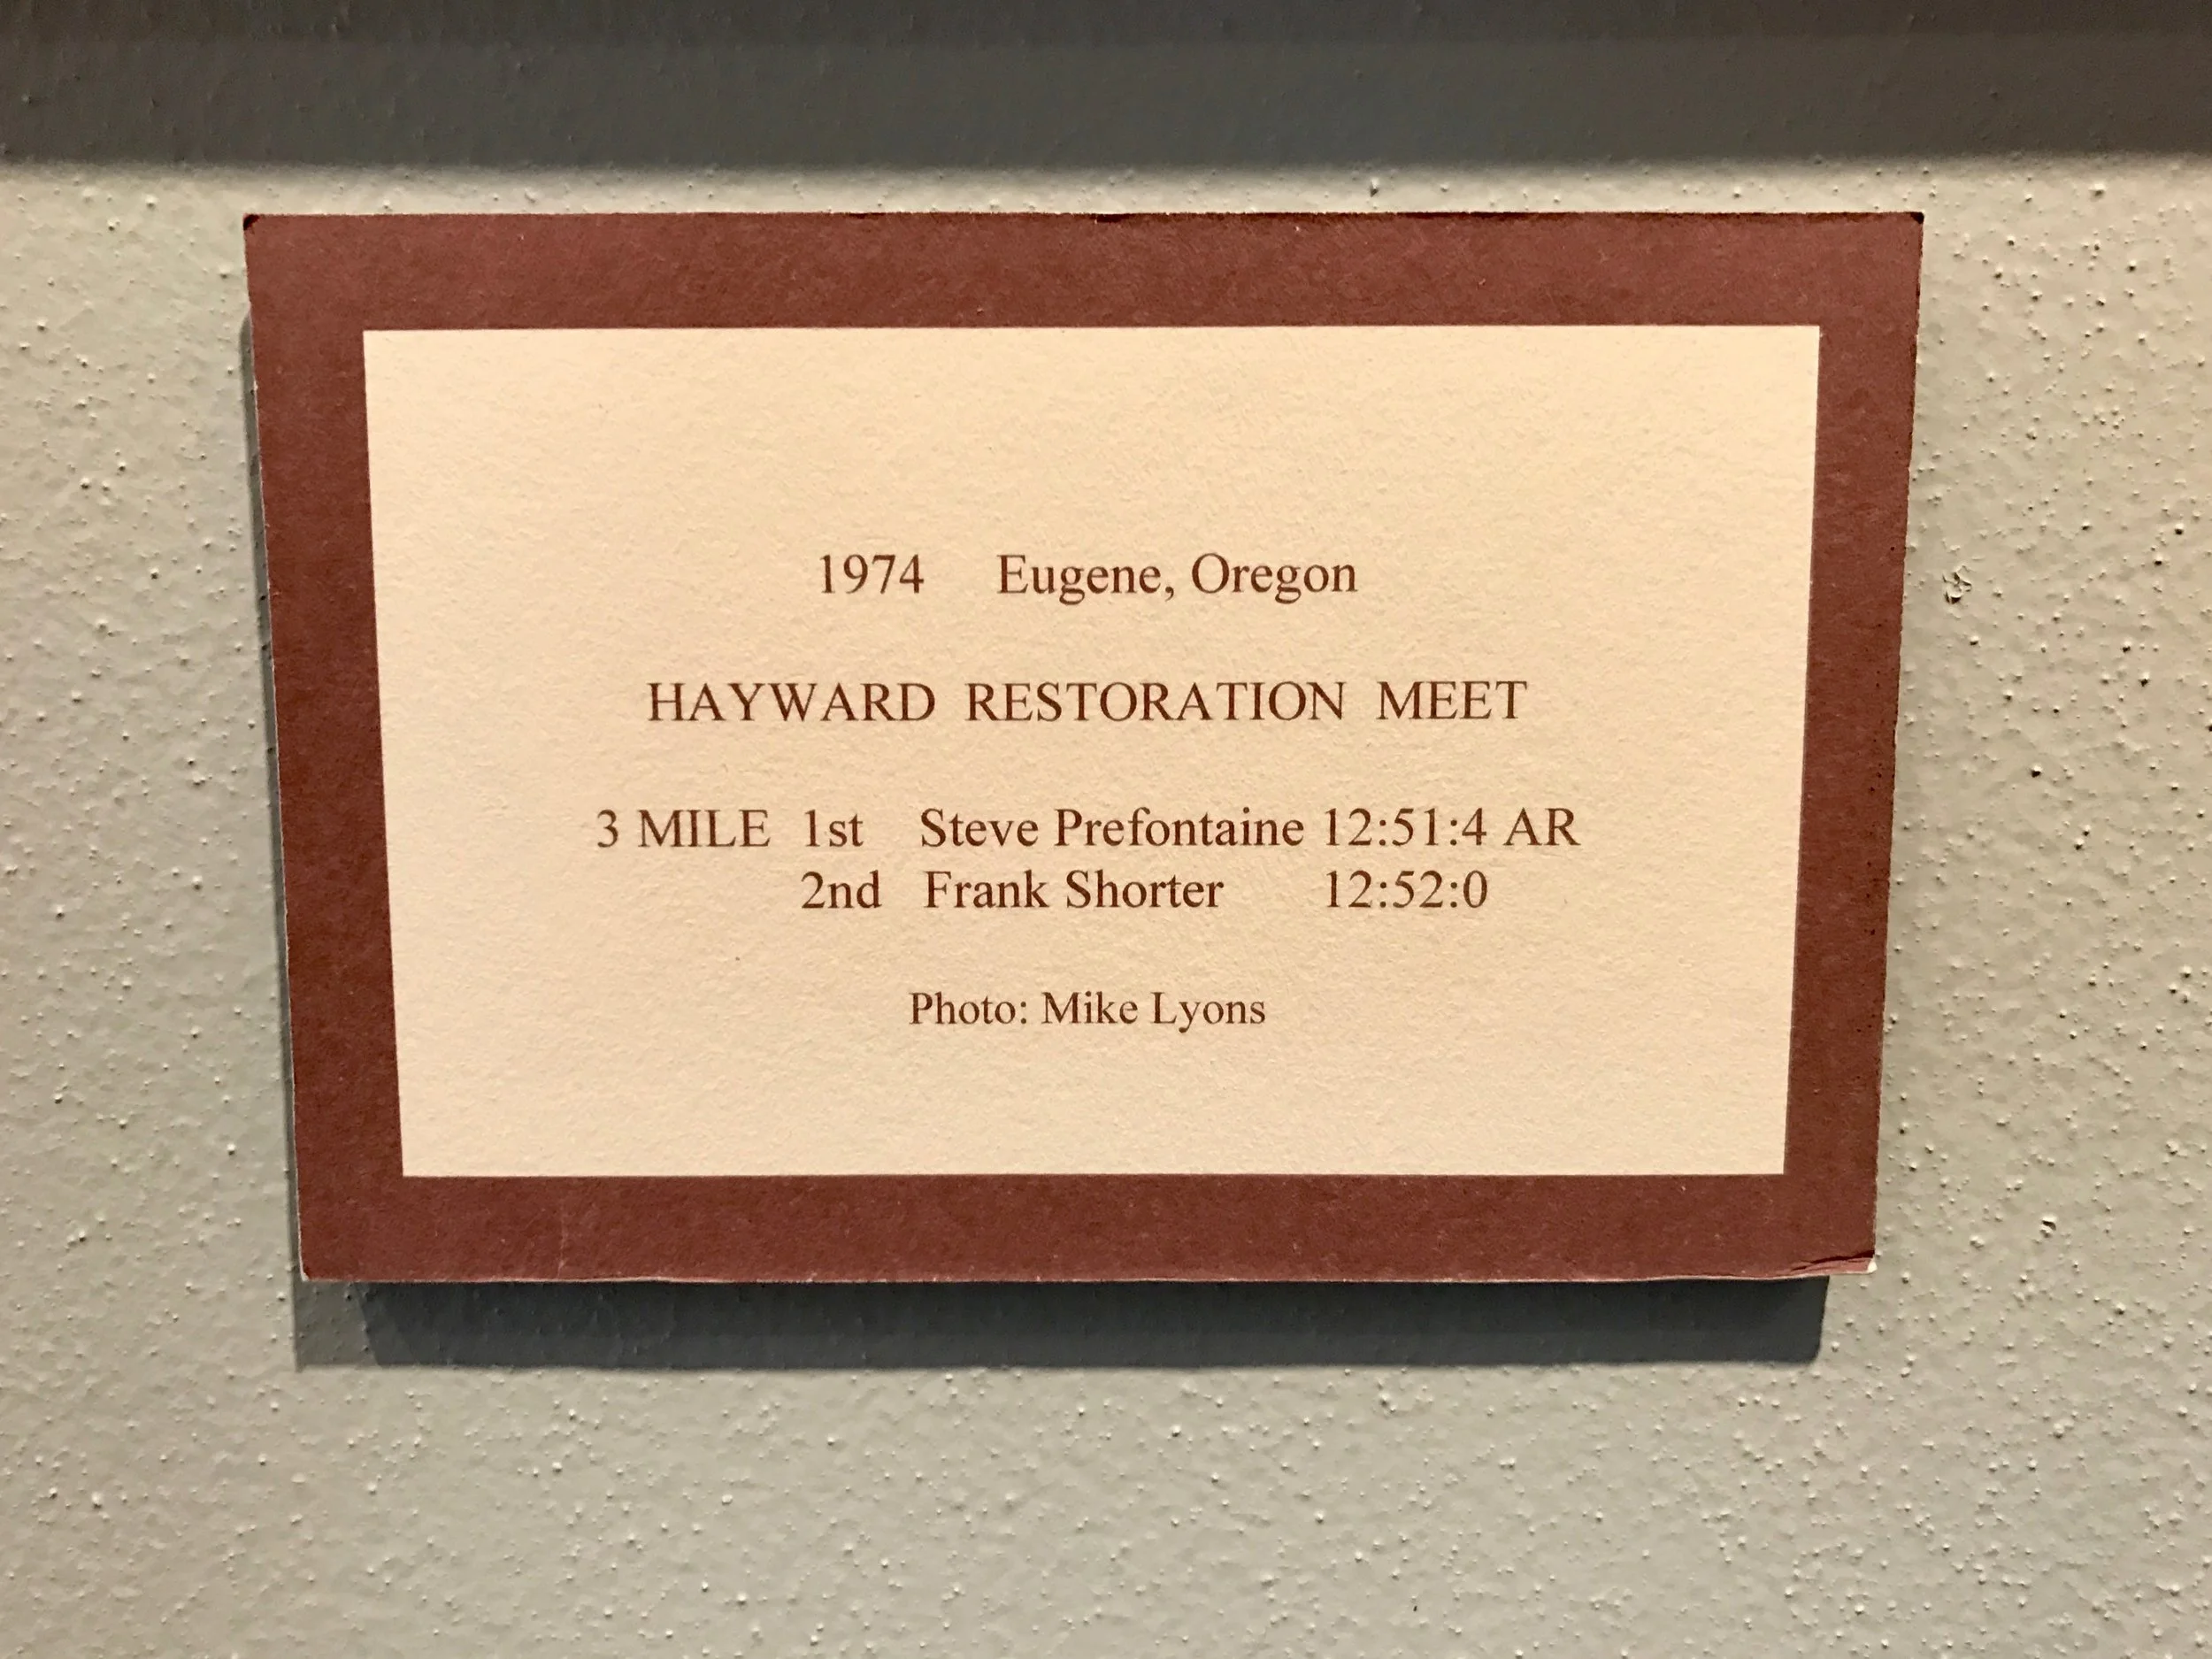 1974 Eugene, Oregon
HAYWARD RESTORATION MEET
3 MILE 1st Steve Prefontaine 12:51:4 AR
2nd Frank Shorter 12:52:0
Photo: Mike Lyons